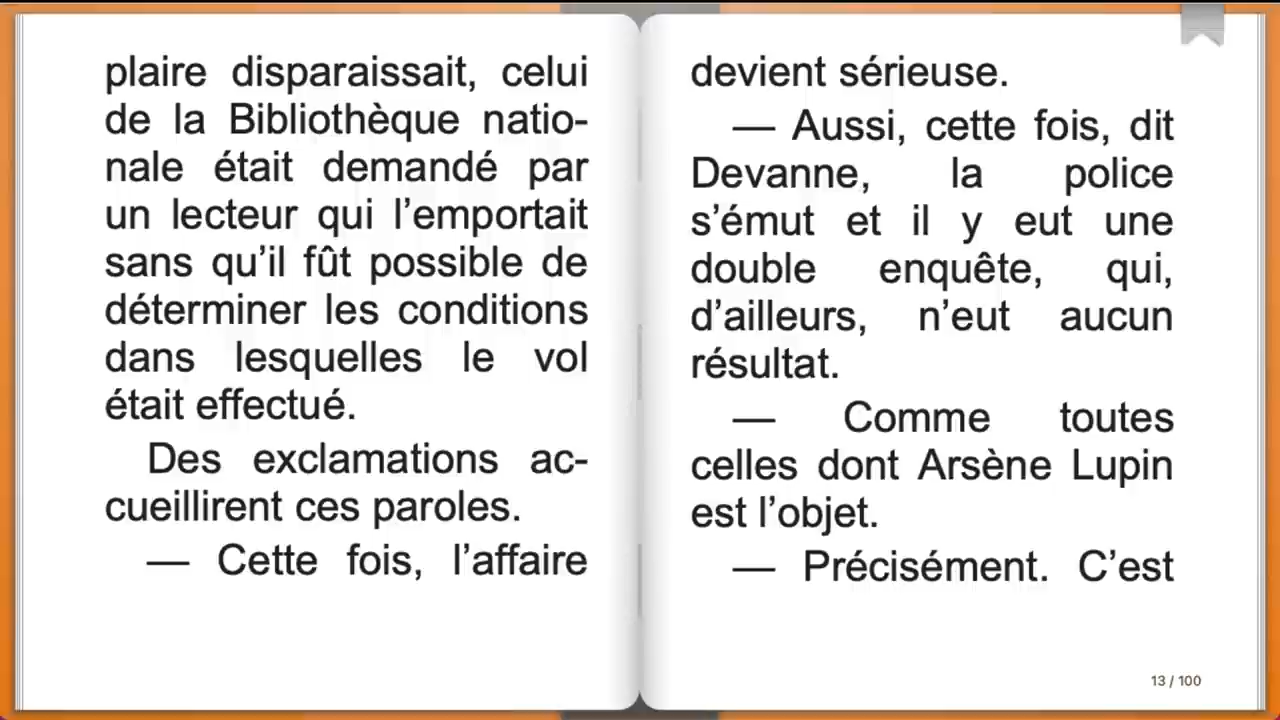 plaire disparaissait, celui
de la Bibliothèque natio-
nale était demandé par
un lecteur qui l’emportait
sans qu’il fût possible de
déterminer les conditions
dans lesquelles le vol
était effectué.
Des exclamations ac-
cueillirent ces paroles.
— Cette fois, l’affaire
devient sérieuse.
— Aussi, cette fois, dit
Devanne, la police
s’émut et il y eut une
double enquête, qui,
d’ailleurs, n’eut aucun
résultat.
— Comme toutes
celles dont Arsène Lupin
est l’objet.
— Précisément. C’est
13 / 100